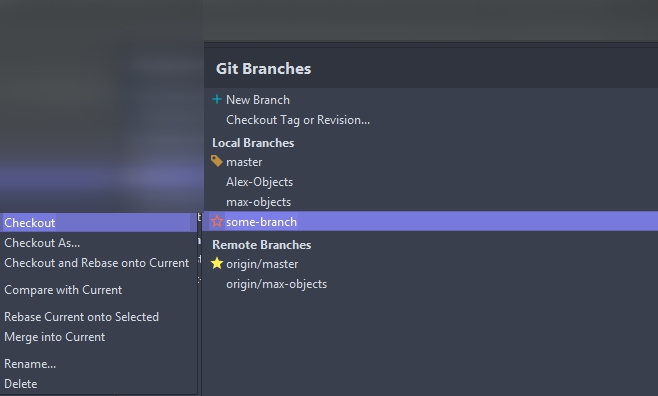 Git Branches
New Branch
Checkout Tag or Revision...
Local Branches
master
Alex-Objects
max-objects
some-branch
Remote Branches
origin/master
origin/max-objects
Checkout
Checkout As...
Checkout and Rebase onto Current
Compare with Current
Rebase Current onto Selected
Merge into Current
Rename...
Delete